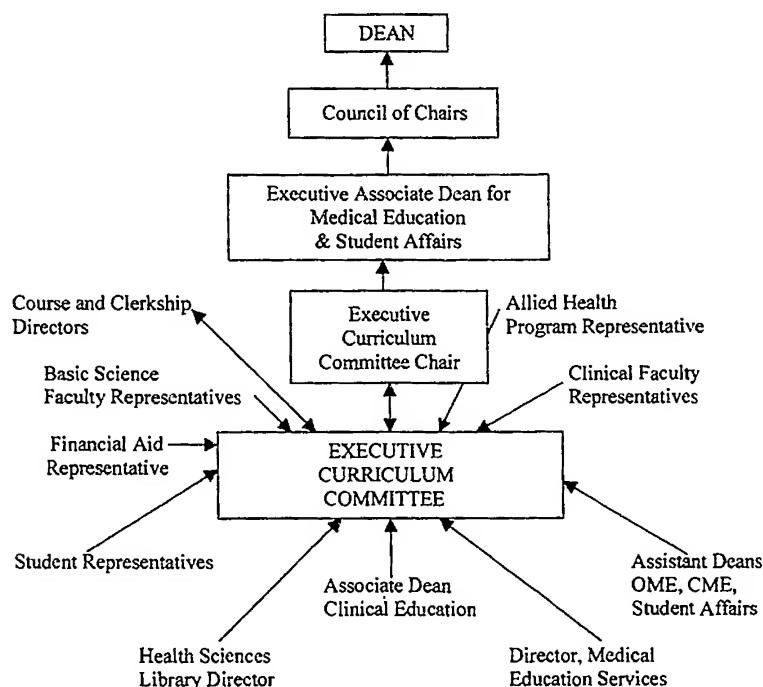 DEAN
Council of Chairs
Executive Associate Dean for
Medical Education
& Student Affairs
Executive
Curriculum
Committee Chair
Course and Clerkship
Directors
Allied Health
Program Representative
Basic Science
Faculty Representatives
Clinical Faculty
Representatives
Financial Aid
Representative
EXECUTIVE
CURRICULUM
COMMITTEE
Student Representatives
Associate Dean
Clinical Education
Assistant Deans
OME, CME,
Student Affairs
Health Sciences
Library Director
Director, Medical
Education Services